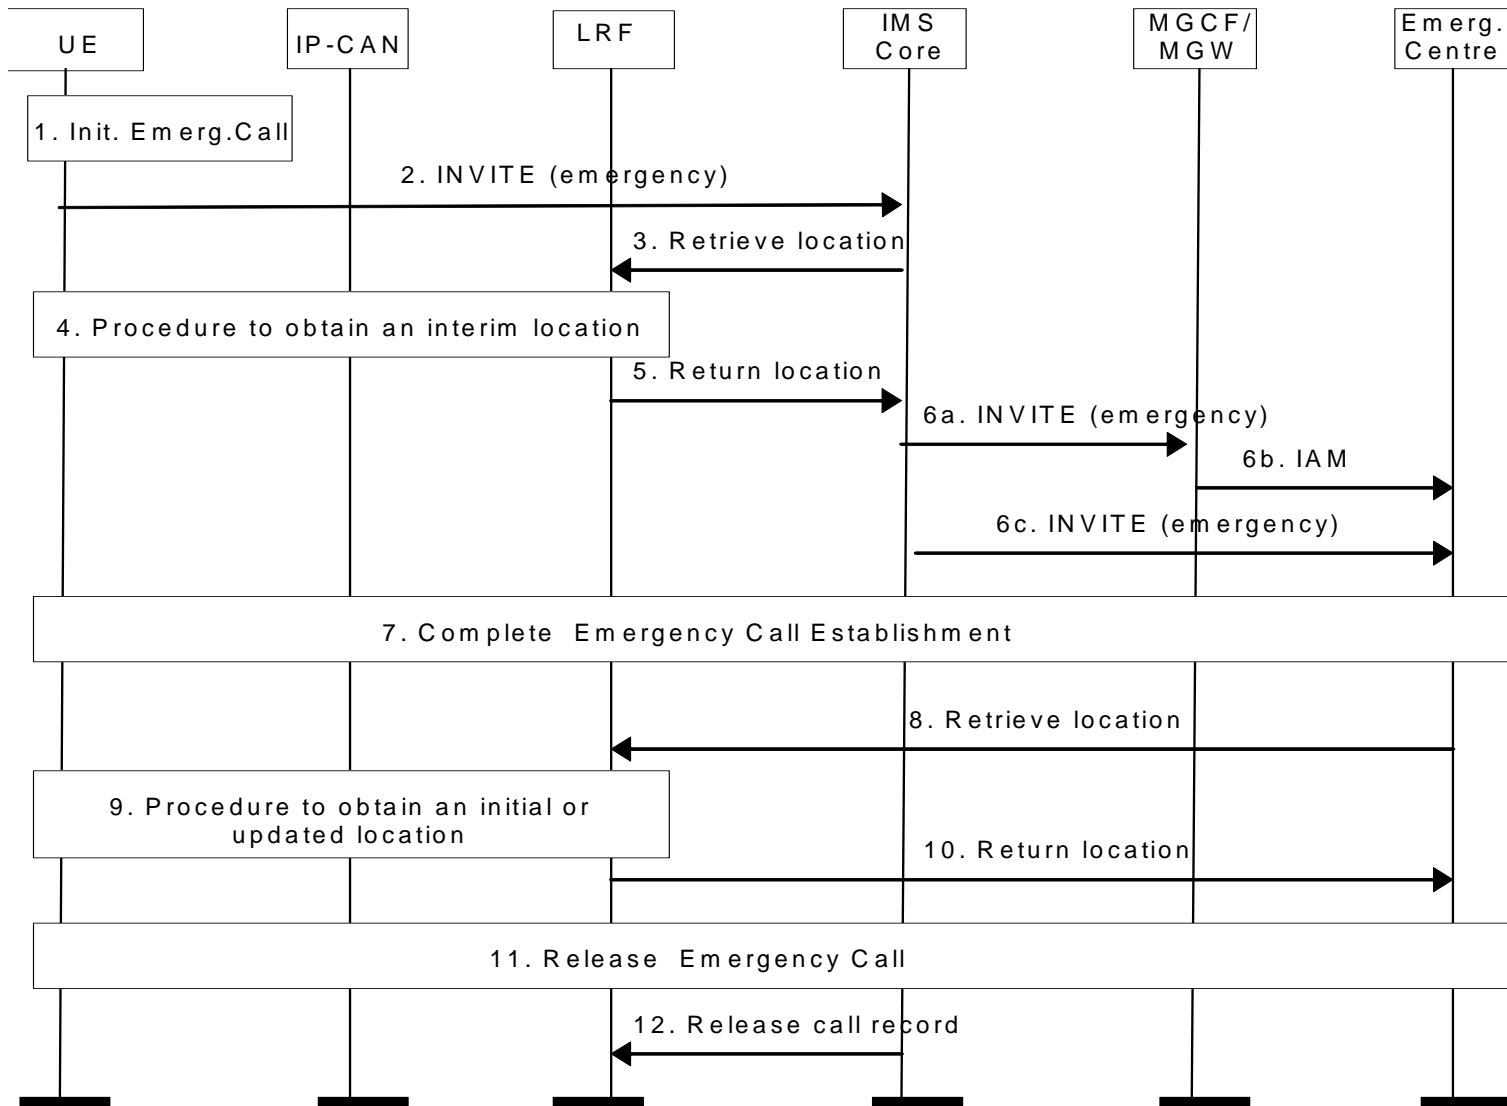 UE
IP-CAN
LRF
IMS
Core
MGCF/
MGW
Emerg.
Centre
1. Init. Emerg.Call
2. INVITE (emergency)
3. Retrieve location
4. Procedure to obtain an interim location
5. Return location
6a. INVITE (emergency)
6b. IAM
6c. INVITE (emergency)
7. Complete Emergency Call Establishment
8. Retrieve location
9. Procedure to obtain an initial or
updated location
10. Return location
11. Release Emergency Call
12. Release call record